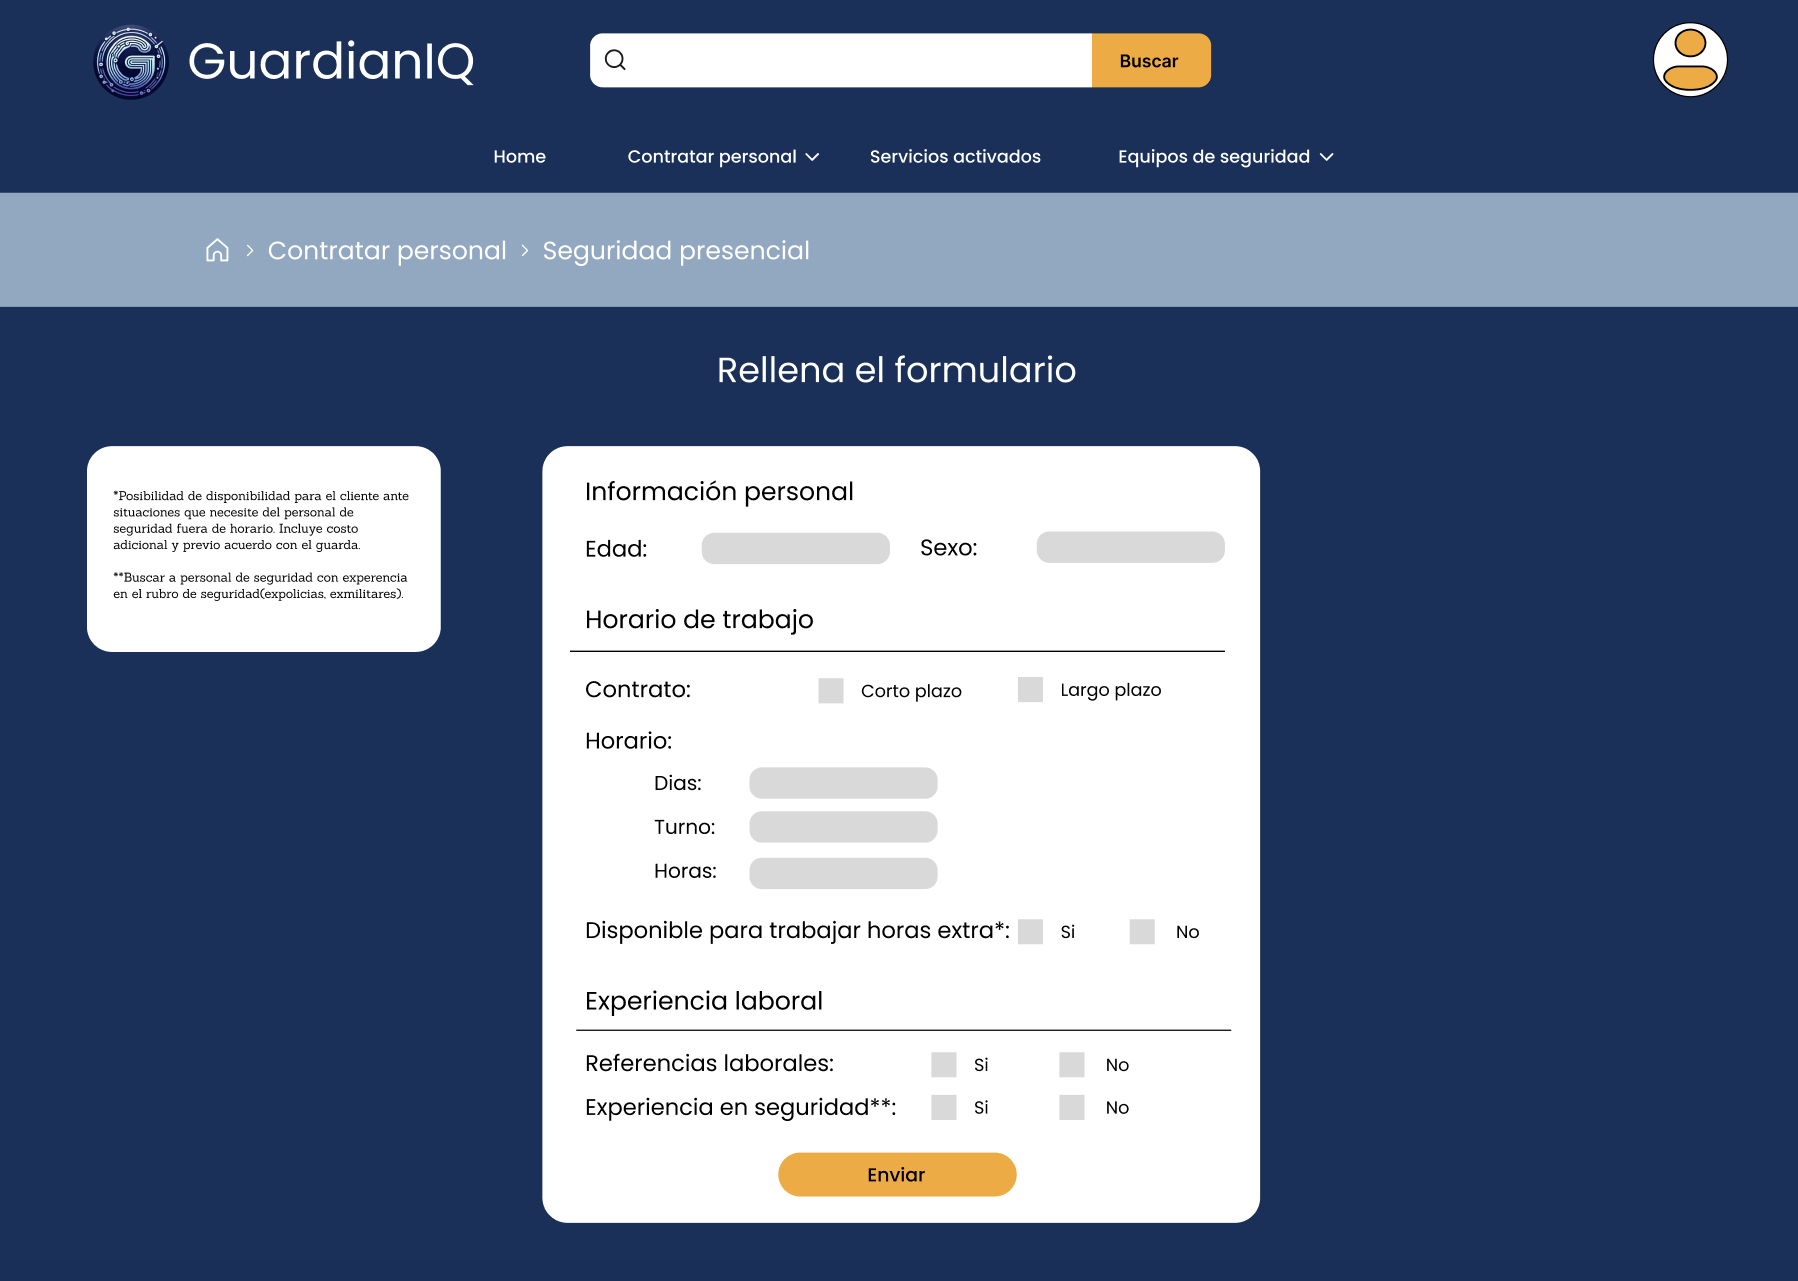 GuardianIQ
Buscar
Home
Contratar personal
Servicios activados
Equipos de seguridad
Contratar personal > Seguridad presencial
Rellena el formulario
*Posibilidad de disponibilidad para el cliente ante
situaciones que necesite del personal de
seguridad fuera de horario. Incluye costo
adicional y previo acuerdo con el guarda.
**Buscar a personal de seguridad con experencia
en el rubro de seguridad(expolicias, exmilitares).
Información personal
Edad:
Sexo:
Horario de trabajo
Contrato:
Corto plazo
Largo plazo
Horario:
Dias:
Turno:
Horas:
Disponible para trabajar horas extra*:
Si
No
Experiencia laboral
Referencias laborales:
Si
No
Experiencia en seguridad**:
Si
No
Enviar